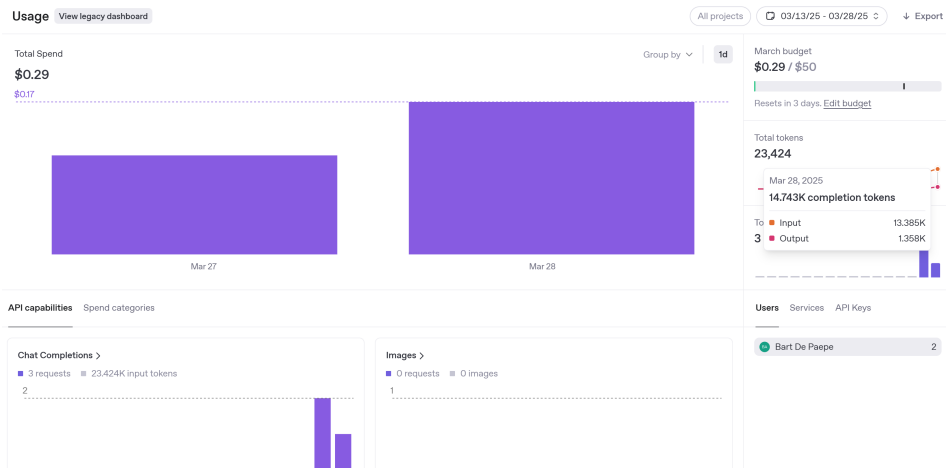 Usage View legacy dashboard All projects 03/13/25 - 03/28/25 Export
Total Spend
$0.29
Group by 1d
$0.17
Mar 27 Mar 28
March budget
$0.29 / $50
Resets in 3 days. Edit budget
Total tokens
23,424
Mar 28, 2025
14.743K completion tokens
Input 13.385K
Output 1.358K
To
3
API capabilities Spend categories
Chat Completions
3 requests 23.424K input tokens
2
Images
0 requests 0 images
1
Users Services API Keys
Bart De Paepe 2